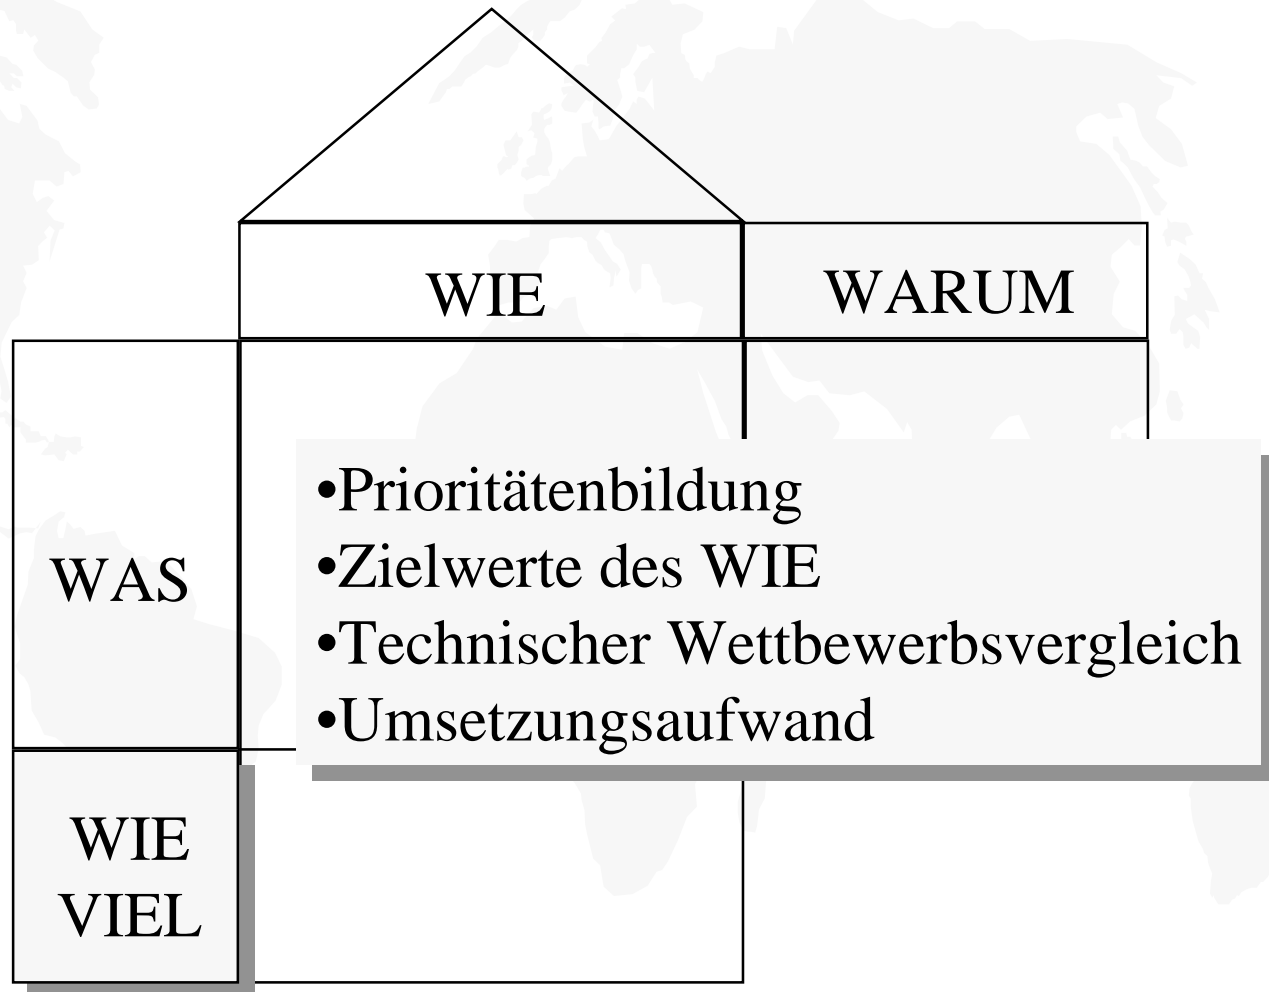 WIE
WARUM
WAS
•Prioritätenbildung
•Zielwerte des WIE
•Technischer Wettbewerbsvergleich
•Umsetzungsaufwand
WIE
VIEL